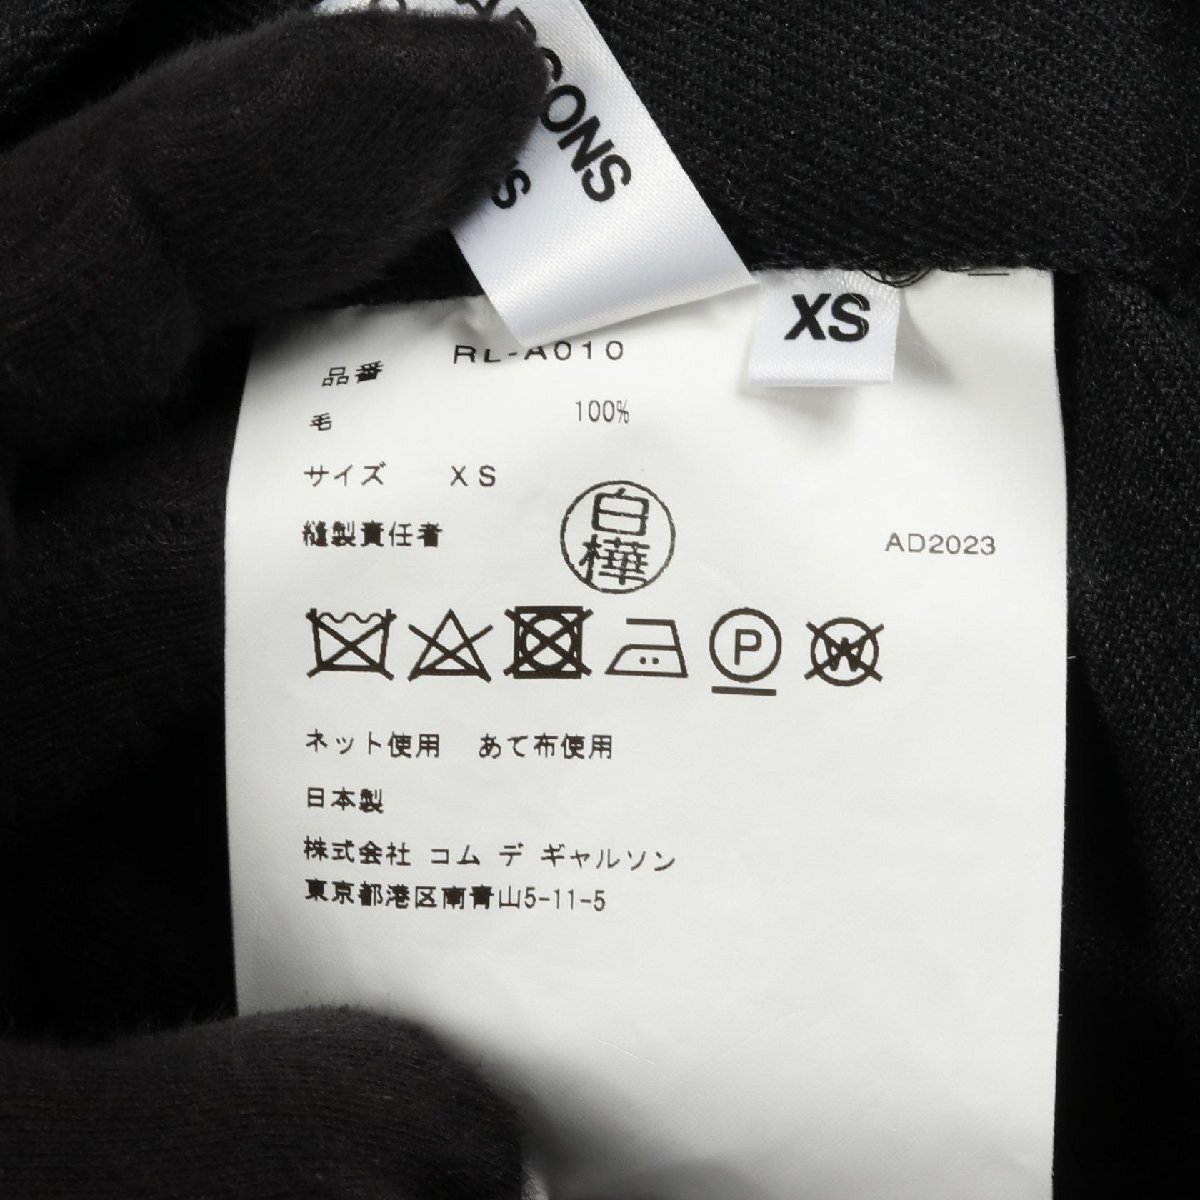 XS
品番 RL-A010
毛 100%
サイズ XS
縫製責任者 白樺 AD2023
P
W
ネット使用 あて布使用
日本製
株式会社 コム デ ギャルソン
東京都港区南青山5-11-5